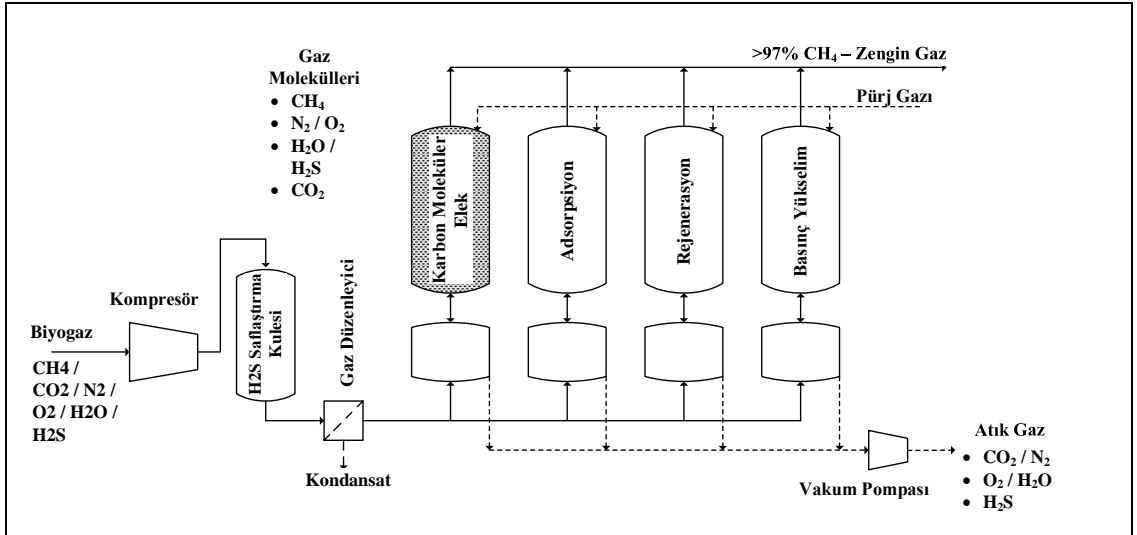 Gaz
Molekülleri
• CH₄
• N₂ / O₂
• H₂O /
H₂S
• CO₂
>97% CH₄ – Zengin Gaz
Pürj Gazı
Karbon Moleküler
Elek
Adsorpsiyon
Rejenerasyon
Basınç Yükselim
Kompresör
Biyogaz
CH4 /
CO2 / N2 /
O2 / H2O /
H2S
H2S Saflaştırma
Kulesi
Gaz Düzenleyici
Kondansat
Vakum Pompası
Atık Gaz
• CO₂ / N₂
• O₂ / H₂O
• H₂S